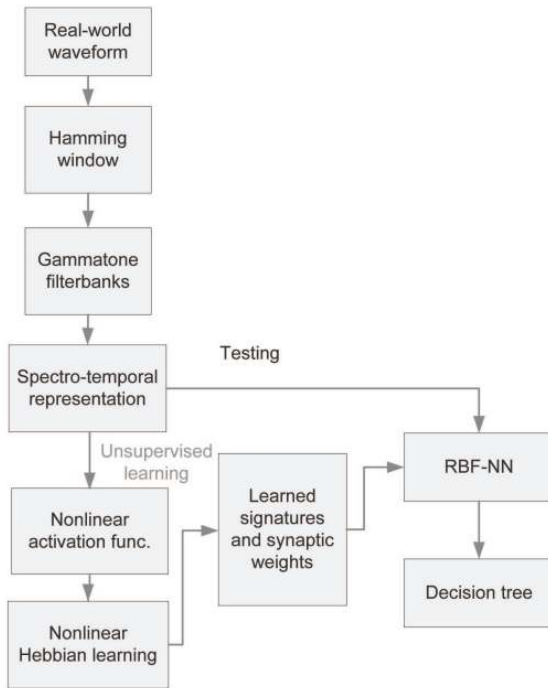 Real-world
waveform
Hamming
window
Gammatone
filterbanks
Spectro-temporal
representation
Testing
Unsupervised
learning
Nonlinear
activation func.
Nonlinear
Hebbian learning
Learned
signatures
and synaptic
weights
RBF-NN
Decision tree